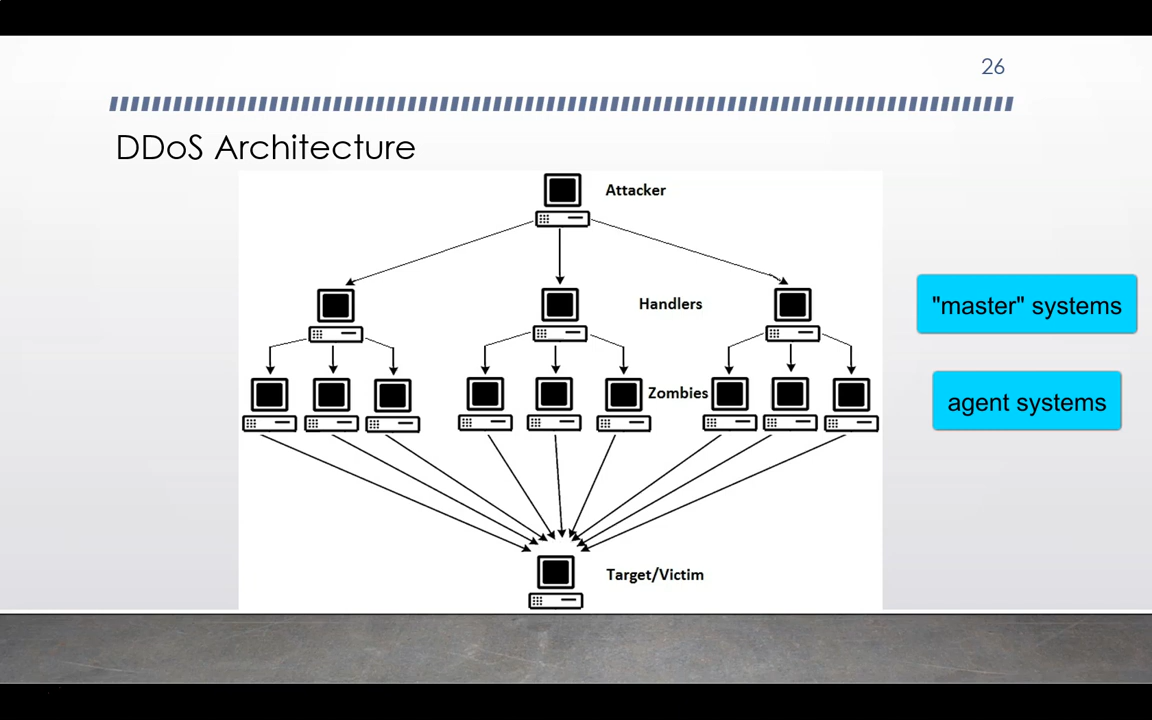 26
DDoS Architecture
Attacker
Handlers
"master" systems
Zombies
agent systems
Target/Victim